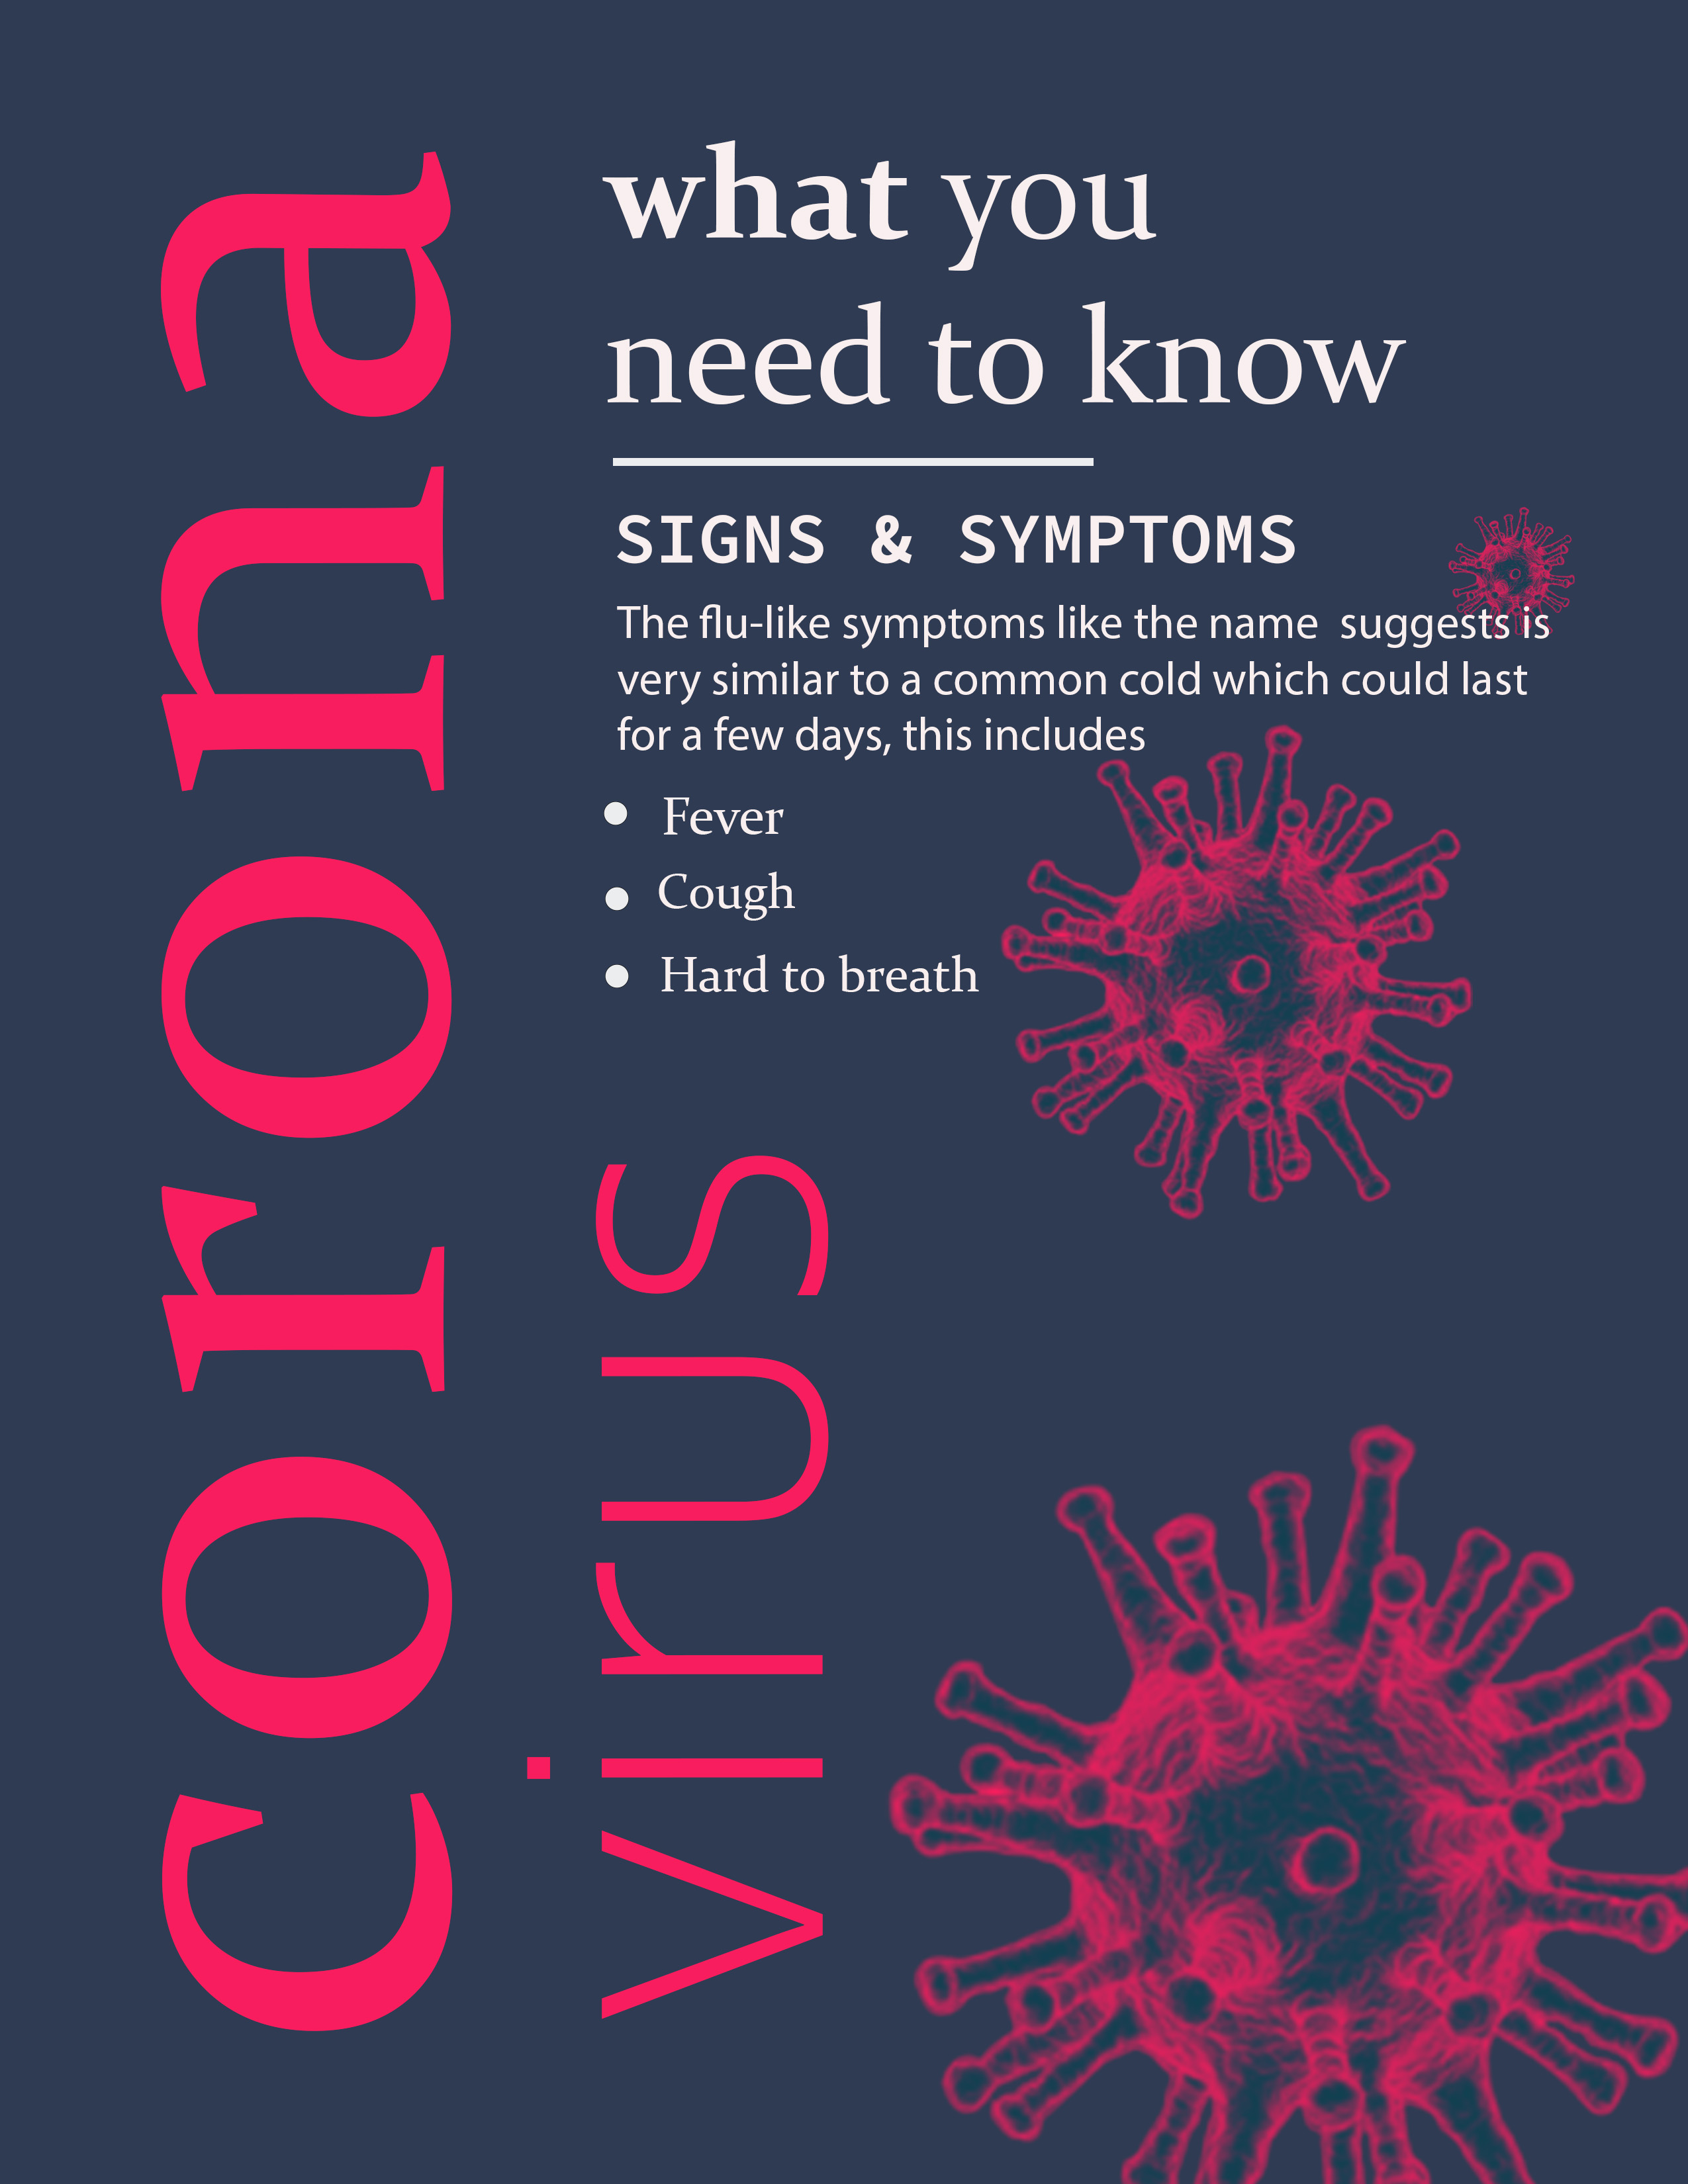 corona
virus
what you
need to know
SIGNS & SYMPTOMS
The flu-like symptoms like the name  suggests is
very similar to a common cold which could last
for a few days, this includes
• Fever
• Cough
• Hard to breath